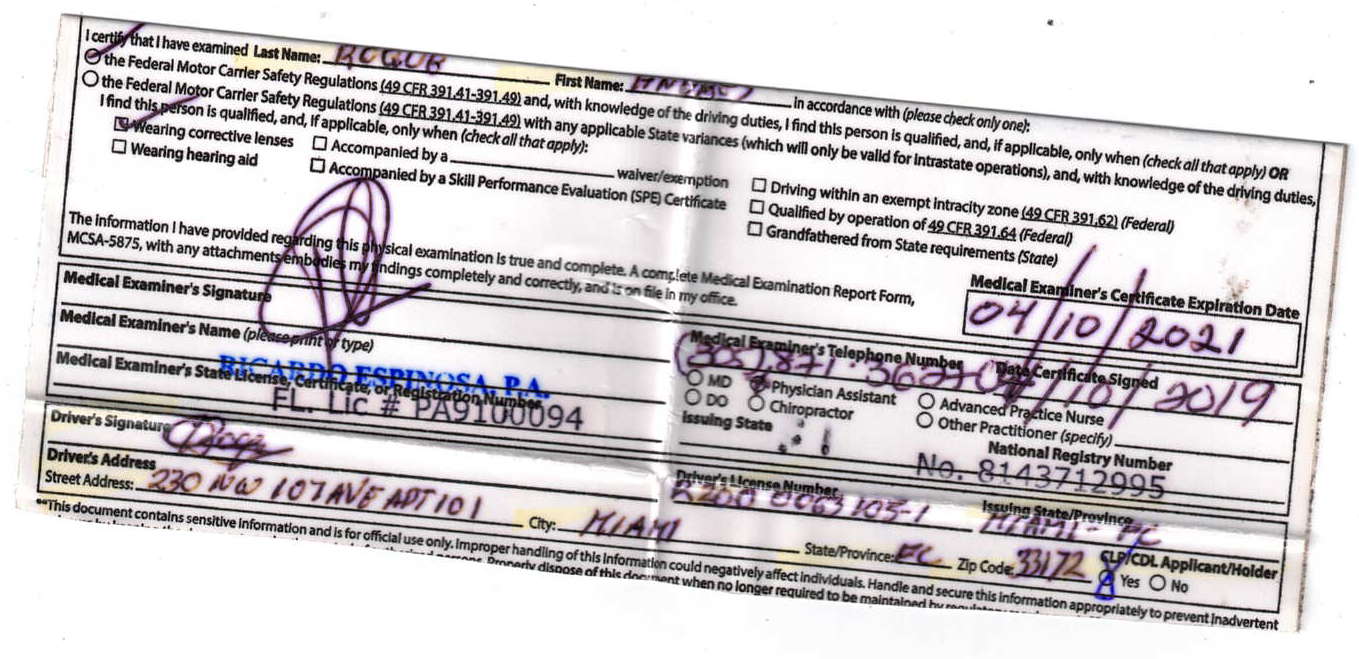 I certify that I have examined Last Name: ROQUE First Name: in accordance with (please check only one):
the Federal Motor Carrier Safety Regulations (49 CFR 391.41-391.49) and, with knowledge of the driving duties, I find this person is qualified, and, if applicable, only when (check all that apply) OR
the Federal Motor Carrier Safety Regulations (49 CFR 391.41-391.49) with any applicable State variances (which will only be valid for intrastate operations), and, with knowledge of the driving duties,
I find this person is qualified, and, if applicable, only when (check all that apply):
Wearing corrective lenses
Accompanied by a waiver/exemption
Driving within an exempt intracity zone (49 CFR 391.62) (Federal)
Wearing hearing aid
Accompanied by a Skill Performance Evaluation (SPE) Certificate
Qualified by operation of 49 CFR 391.64 (Federal)
Grandfathered from State requirements (State)
The information I have provided regarding this physical examination is true and complete. A complete Medical Examination Report Form,
MCSA-5875, with any attachments embodies my findings completely and correctly, and is on file in my office.
Medical Examiner's Certificate Expiration Date
04/10/2021
Medical Examiner's Signature
Medical Examiner's Telephone Number
(305)871-
Date Certificate Signed
/10/2019
Medical Examiner's Name (please print or type)
RICARDO ESPINOSA, P.A.
MD
Physician Assistant
Advanced Practice Nurse
DO
Chiropractor
Other Practitioner (specify)
Medical Examiner's State License, Certificate, or Registration Number
FL. Lic # PA9100094
Issuing State
National Registry Number
No. 8143712995
Driver's Signature
Driver's License Number
Issuing State/Province
MIAMI-
Driver's Address
Street Address: 230 NW 107 AVE APT 101 City: MIAMI State/Province: FL Zip Code: 33172
CLP/CDL Applicant/Holder
Yes No
**This document contains sensitive information and is for official use only. Improper handling of this information could negatively affect individuals. Handle and secure this information appropriately to prevent inadvertent
Properly dispose of this document when no longer required to be maintained by